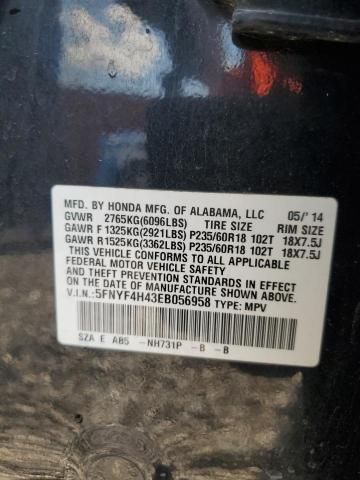 MFD. BY HONDA MFG. OF ALABAMA, LLC 05/'14
GVWR 2765KG(6096LBS) TIRE SIZE RIM SIZE
GAWR F 1325KG(2921LBS) P235/60R18 102T 18X7.5J
GAWR R1525KG(3362LBS) P235/60R18 102T 18X7.5J
THIS VEHICLE CONFORMS TO ALL APPLICABLE
FEDERAL MOTOR VEHICLE SAFETY AND
THEFT PREVENTION STANDARDS IN EFFECT
ON THE DATE OF MANUFACTURE SHOWN ABOVE.
V.I.N.:5FNYF4H43EB056958 TYPE: MPV
SZA E AB5 -NH731P -B -B